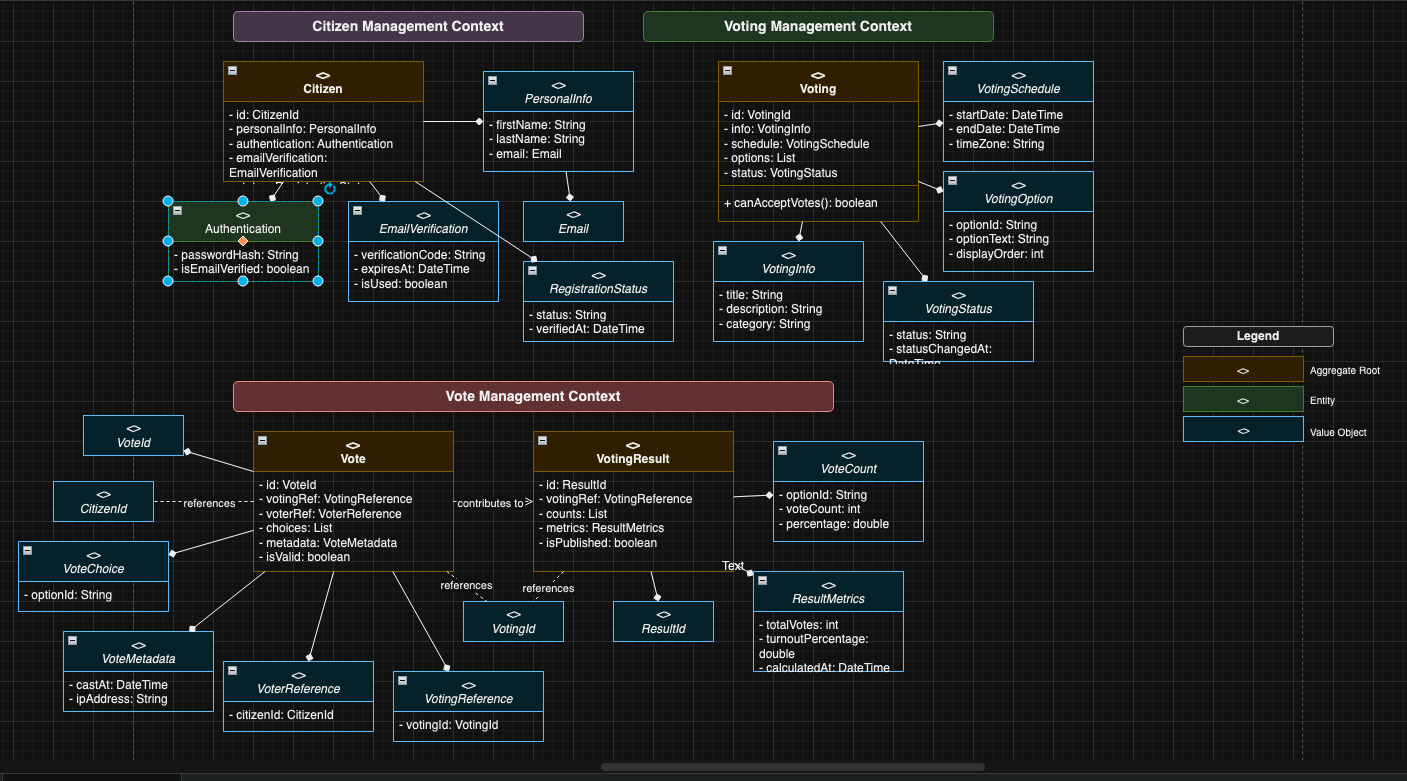 Citizen Management Context
Voting Management Context
<>
Citizen
- id: CitizenId
- personalInfo: PersonalInfo
- authentication: Authentication
- emailVerification:
EmailVerification
<>
PersonalInfo
- firstName: String
- lastName: String
- email: Email
<>
Authentication
- passwordHash: String
- isEmailVerified: boolean
<>
EmailVerification
- verificationCode: String
- expiresAt: DateTime
- isUsed: boolean
<>
Email
<>
RegistrationStatus
- status: String
- verifiedAt: DateTime
<>
Voting
- id: VotingId
- info: VotingInfo
- schedule: VotingSchedule
- options: List
- status: VotingStatus
+ canAcceptVotes(): boolean
<>
VotingSchedule
- startDate: DateTime
- endDate: DateTime
- timeZone: String
<>
VotingOption
- optionId: String
- optionText: String
- displayOrder: int
<>
VotingInfo
- title: String
- description: String
- category: String
<>
VotingStatus
- status: String
- statusChangedAt:
DateTime
Legend
<>
Aggregate Root
<>
Entity
<>
Value Object
Vote Management Context
<>
VoteId
<>
CitizenId
references
<>
VoteChoice
- optionId: String
<>
Vote
- id: VoteId
- votingRef: VotingReference
- voterRef: VoterReference
- choices: List
- metadata: VoteMetadata
- isValid: boolean
contributes to
<>
VotingResult
- id: ResultId
- votingRef: VotingReference
- counts: List
- metrics: ResultMetrics
- isPublished: boolean
<>
VoteCount
- optionId: String
- voteCount: int
- percentage: double
Text
<>
ResultMetrics
- totalVotes: int
- turnoutPercentage:
double
- calculatedAt: DateTime
references
references
<>
VotingId
<>
ResultId
<>
VoteMetadata
- castAt: DateTime
- ipAddress: String
<>
VoterReference
- citizenId: CitizenId
<>
VotingReference
- votingId: VotingId